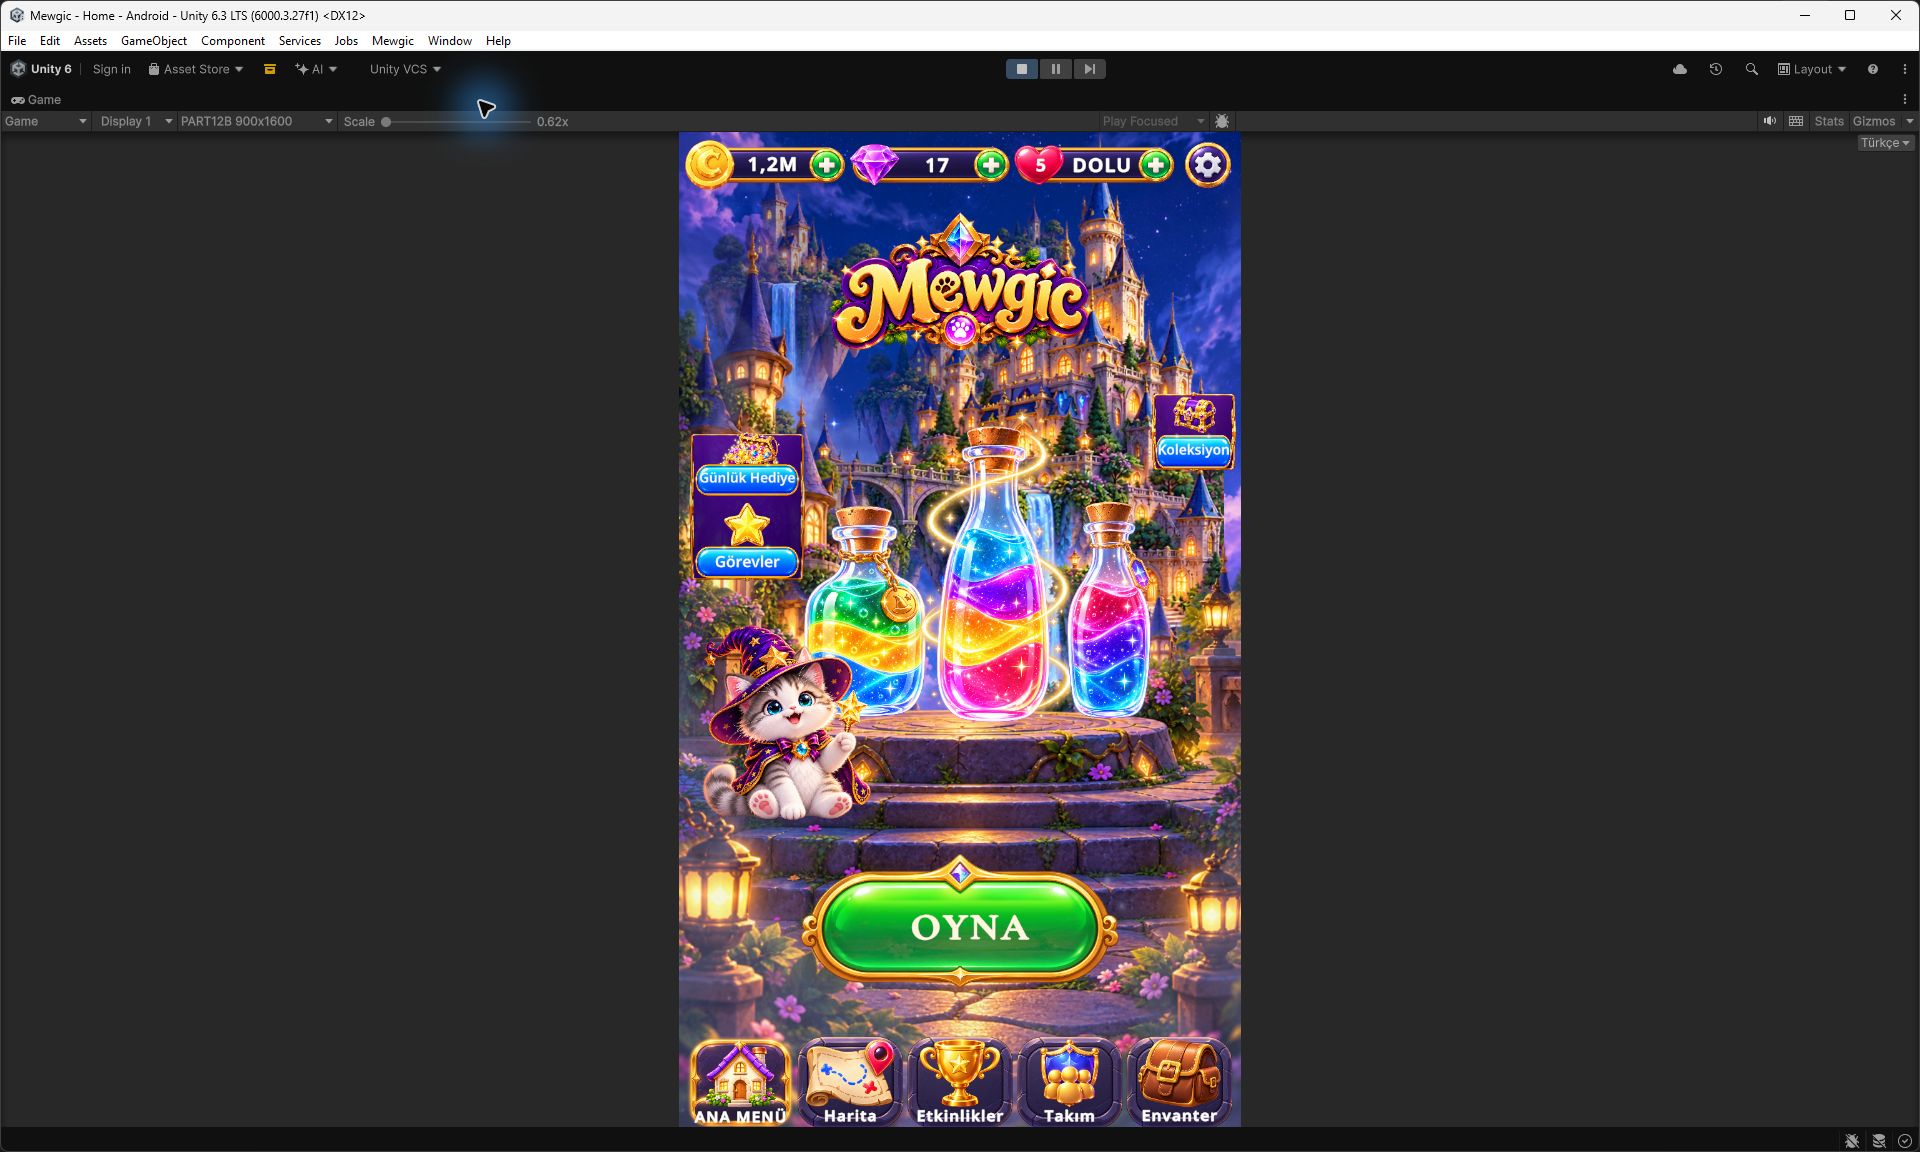 Mewgic - Home - Android - Unity 6.3 LTS (6000.3.27f1) <DX12>
File Edit Assets GameObject Component Services Jobs Mewgic Window Help
Unity 6 Sign in Asset Store AI Unity VCS Layout
Game
Game Display 1 PART12B 900x1600 Scale 0.62x Play Focused Stats Gizmos
Türkçe
1,2M 17 5 DOLU
Mewgic
Koleksiyon
Günlük Hediye
Görevler
OYNA
ANA MENÜ Harita Etkinlikler Takım Envanter